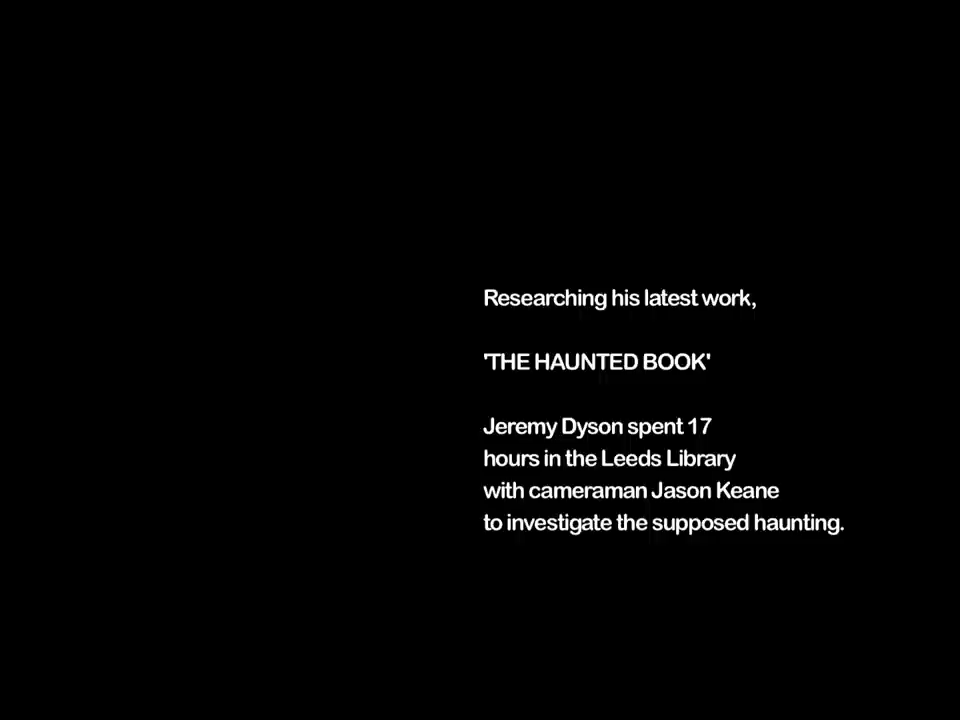 Researching his latest work,
'THE HAUNTED BOOK'
Jeremy Dyson spent 17
hours in the Leeds Library
with cameraman Jason Keane
to investigate the supposed haunting.